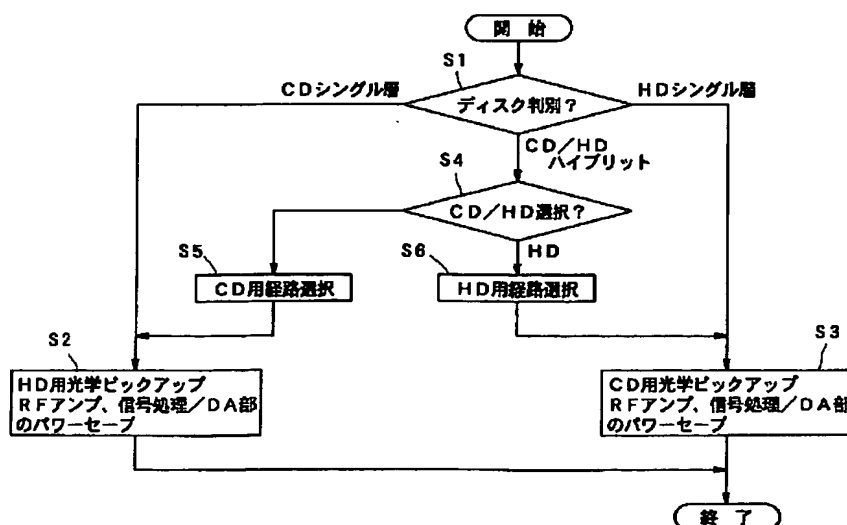 開 始
S1
CDシングル層
ディスク判別?
HDシングル層
CD/HD
ハイブリット
S4
CD/HD選択?
HD
S5
CD用経路選択
S6
HD用経路選択
S2
HD用光学ピックアップ
RFアンプ、信号処理/DA部
のパワーセーブ
S3
CD用光学ピックアップ
RFアンプ、信号処理/DA部
のパワーセーブ
終 了